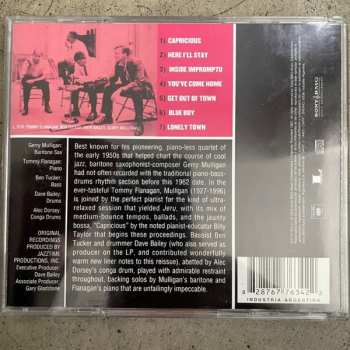 1) CAPRICIOUS
2) HERE I'LL STAY
3) INSIDE IMPROMPTU
4) YOU'VE COME HOME
5) GET OUT OF TOWN
6) BLUE BOY
7) LONELY TOWN
Gerry Mulligan:
Baritone Sax
Tommy Flanagan:
Piano
Ben Tucker:
Bass
Dave Bailey:
Drums
Alec Dorsey:
Conga Drums
ORIGINAL
RECORDINGS
PRODUCED BY
JAZZTIME
PRODUCTIONS, INC.
Executive Producer:
Dave Bailey
Associate Producer:
Gary Gladstone
Best known for his pioneering, piano-less quartet of
the early 1950s that helped chart the course of cool
jazz, baritone saxophonist-composer Gerry Mulligan
had not often recorded with the traditional piano-bass-
drums rhythm section before this 1962 date. In the
ever-tasteful Tommy Flanagan, Mulligan (1927-1996)
is joined by the perfect pianist for the kind of ultra-
relaxed session that yielded Jeru, with its mix of
medium-bounce tempos, ballads, and the jaunty
bossa, "Capricious" by the noted pianist-educator Billy
Taylor that begins these proceedings. Bassist Ben
Tucker and drummer Dave Bailey (who also served as
producer on the LP, and contributed wonderfully
warm new liner notes to this reissue), abetted by Alec
Dorsey's conga drum, played with admirable restraint
throughout, backing solos by Mulligan's baritone and
Flanagan's piano that are unfailingly impeccable.
SONY BMG
8 28767 76342 3
INDUSTRIA ARGENTINA